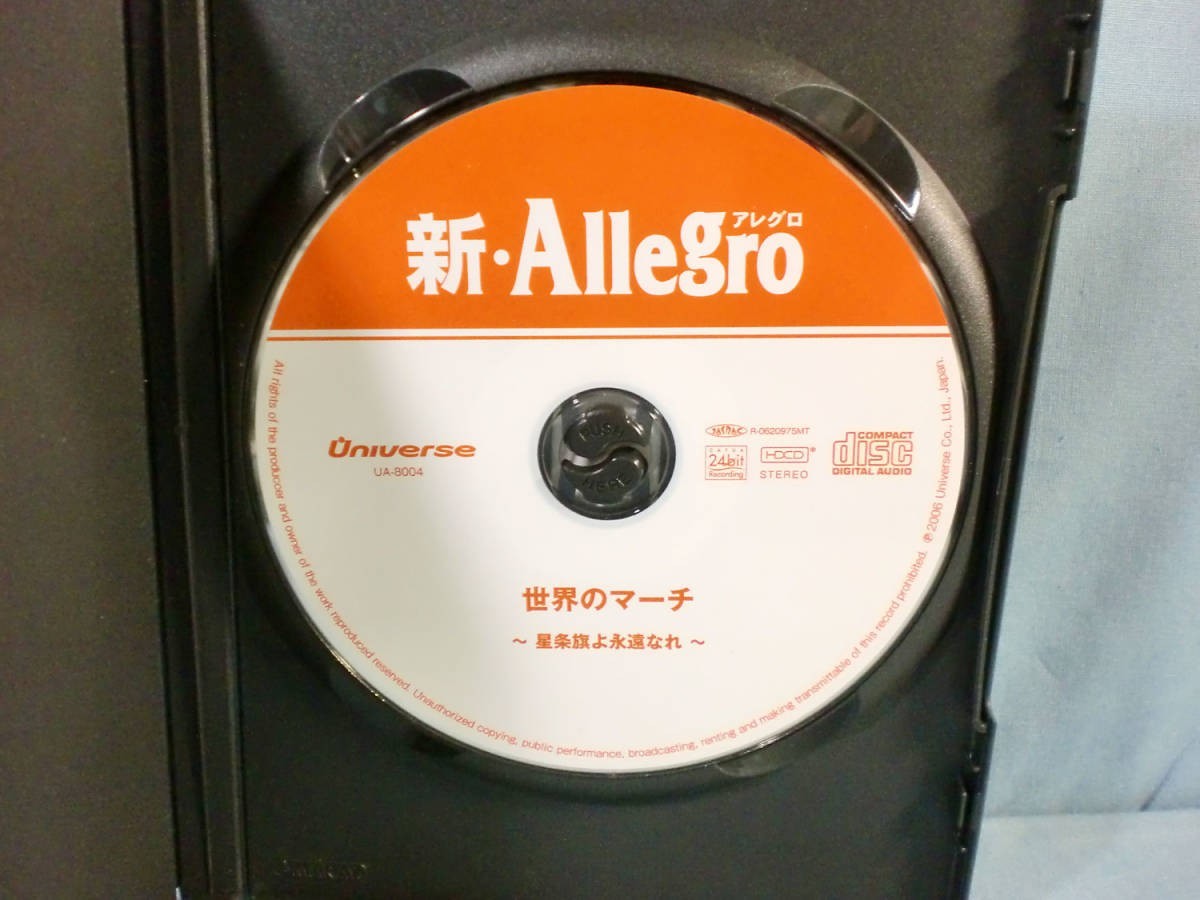 アレグロ
新・Allegro
Universe
UA-8004
JASRAC R-0620975MT
24bit
Recording
HDCD
STEREO
COMPACT
disc
DIGITAL AUDIO
PUSH
HERE
世界のマーチ
～ 星条旗よ永遠なれ ～
All rights of the producer and owner of the work reproduced reserved. Unauthorized copying, public performance, broadcasting, renting and making transmittable of this record prohibited. ℗2006 Universe Co., Ltd., Japan.